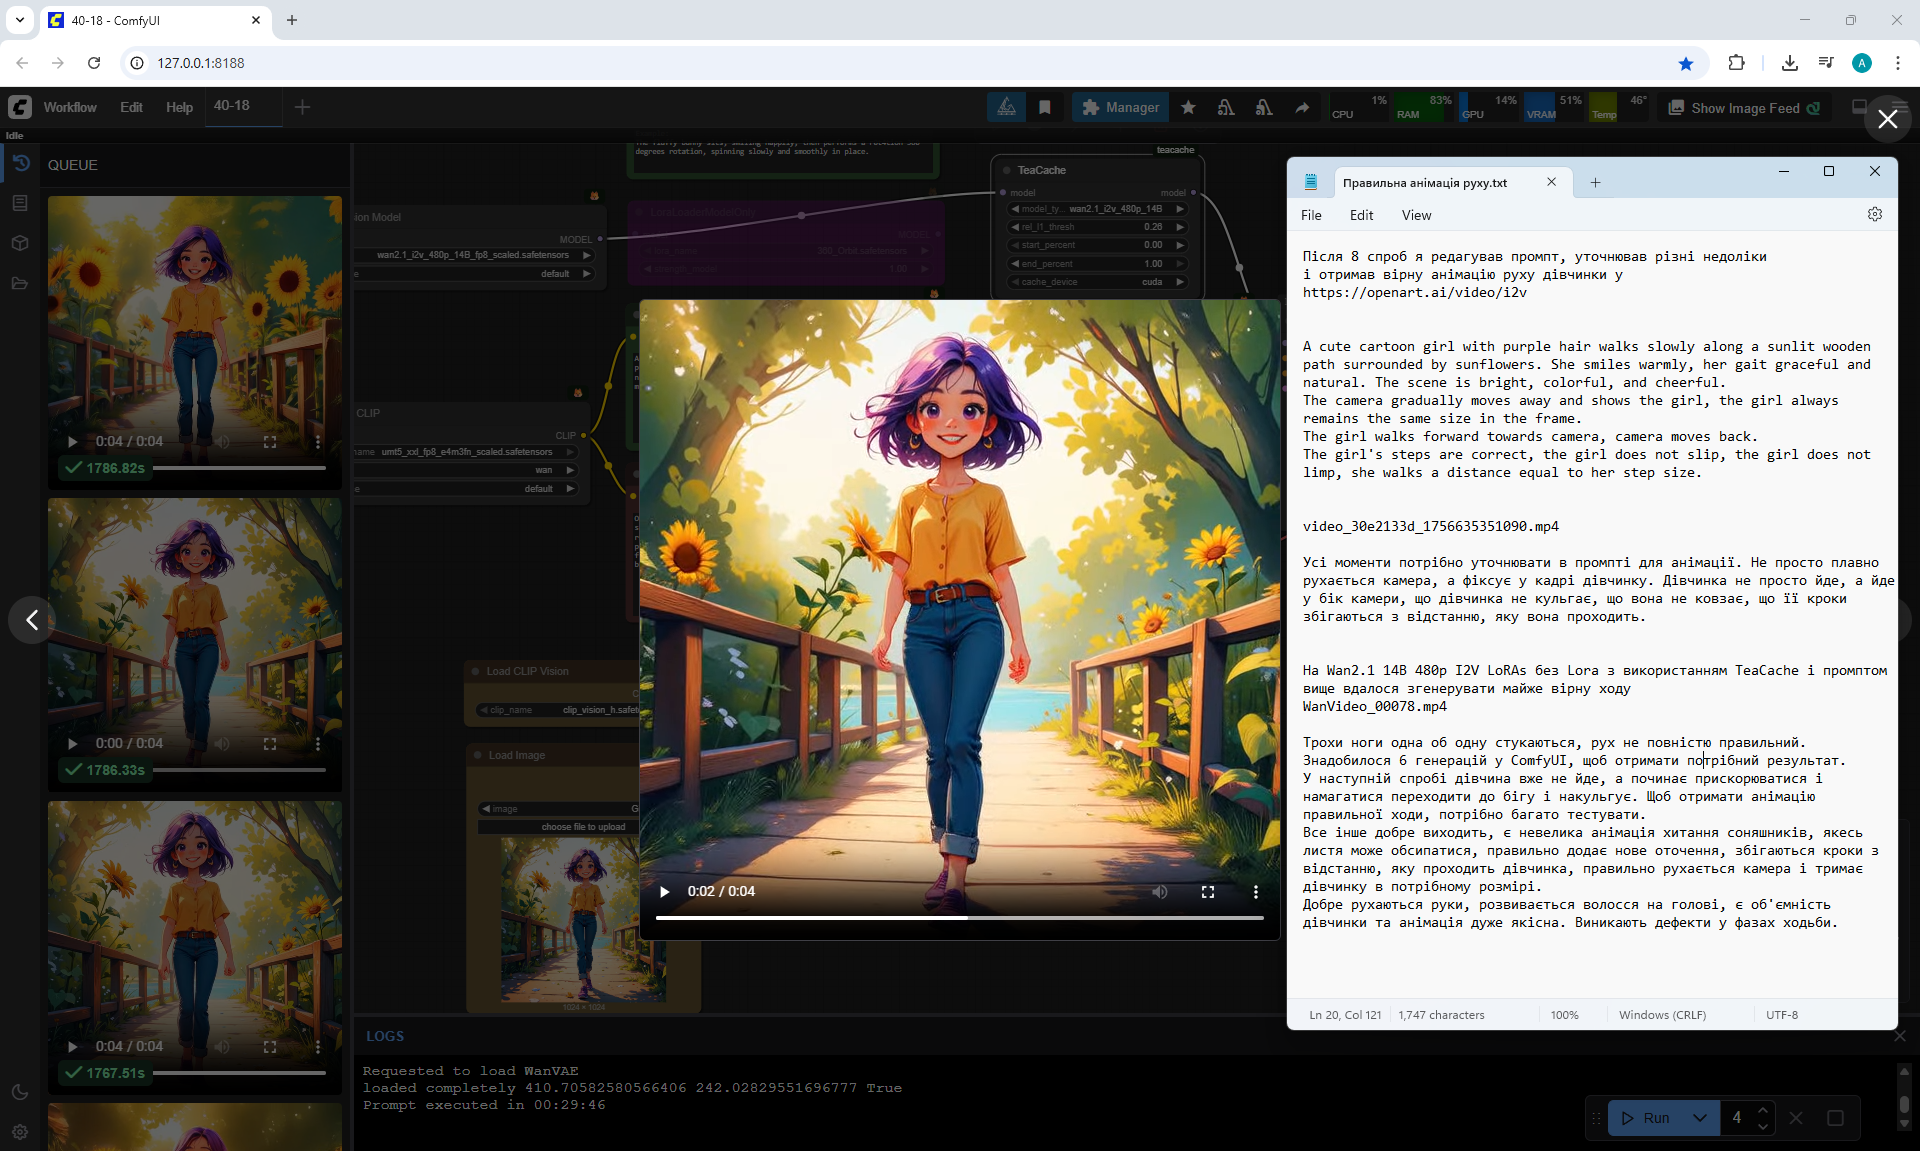 40-18 - ComfyUI
127.0.0.1:8188
A
Workflow
Edit
Help
40-18
Manager
CPU
1%
RAM
83%
GPU
14%
VRAM
51%
Temp
46°
Show Image Feed
Idle
QUEUE
0:04 / 0:04
1786.82s
0:00 / 0:04
1786.33s
0:04 / 0:04
1767.51s
degrees rotation, spinning slowly and smoothly in place.
sion Model
MODEL
wan2.1_i2v_480p_14B_fp8_scaled.safetensors
default
LoraLoaderModelOnly
MODEL
360_Orbit.safetensors
1.00
teacache
TeaCache
model
model
model_ty... wan2.1_i2v_480p_14B
rel_l1_thresh 0.26
start_percent 0.00
end_percent 1.00
cache_device cuda
CLIP
CLIP
name umt5_xxl_fp8_e4m3fn_scaled.safetensors
wan
default
Load CLIP Vision
clip_name clip_vision_h.safet
Load Image
image
choose file to upload
1024 × 1024
0:02 / 0:04
LOGS
Requested to load WanVAE
loaded completely 410.70582580566406 242.02829551696777 True
Prompt executed in 00:29:46
Run
4
Правильна анімація руху.txt
File
Edit
View
Після 8 спроб я редагував промпт, уточнював різні недоліки
і отримав вірну анімацію руху дівчинки у
https://openart.ai/video/i2v
A cute cartoon girl with purple hair walks slowly along a sunlit wooden
path surrounded by sunflowers. She smiles warmly, her gait graceful and
natural. The scene is bright, colorful, and cheerful.
The camera gradually moves away and shows the girl, the girl always
remains the same size in the frame.
The girl walks forward towards camera, camera moves back.
The girl's steps are correct, the girl does not slip, the girl does not
limp, she walks a distance equal to her step size.
video_30e2133d_1756635351090.mp4
Усі моменти потрібно уточнювати в промпті для анімації. Не просто плавно
рухається камера, а фіксує у кадрі дівчинку. Дівчинка не просто йде, а йде
у бік камери, що дівчинка не кульгає, що вона не ковзає, що її кроки
збігаються з відстанню, яку вона проходить.
На Wan2.1 14B 480p I2V LoRAs без Lora з використанням TeaCache і промптом
вище вдалося згенерувати майже вірну ходу
WanVideo_00078.mp4
Трохи ноги одна об одну стукаються, рух не повністю правильний.
Знадобилося 6 генерацій у ComfyUI, щоб отримати потрібний результат.
У наступній спробі дівчина вже не йде, а починає прискорюватися і
намагатися переходити до бігу і накульгує. Щоб отримати анімацію
правильної ходи, потрібно багато тестувати.
Все інше добре виходить, є невелика анімація хитання соняшників, якесь
листя може обсипатися, правильно додає нове оточення, збігаються кроки з
відстанню, яку проходить дівчинка, правильно рухається камера і тримає
дівчинку в потрібному розмірі.
Добре рухаються руки, розвивається волосся на голові, є об'ємність
дівчинки та анімація дуже якісна. Виникають дефекти у фазах ходьби.
Ln 20, Col 121
1,747 characters
100%
Windows (CRLF)
UTF-8